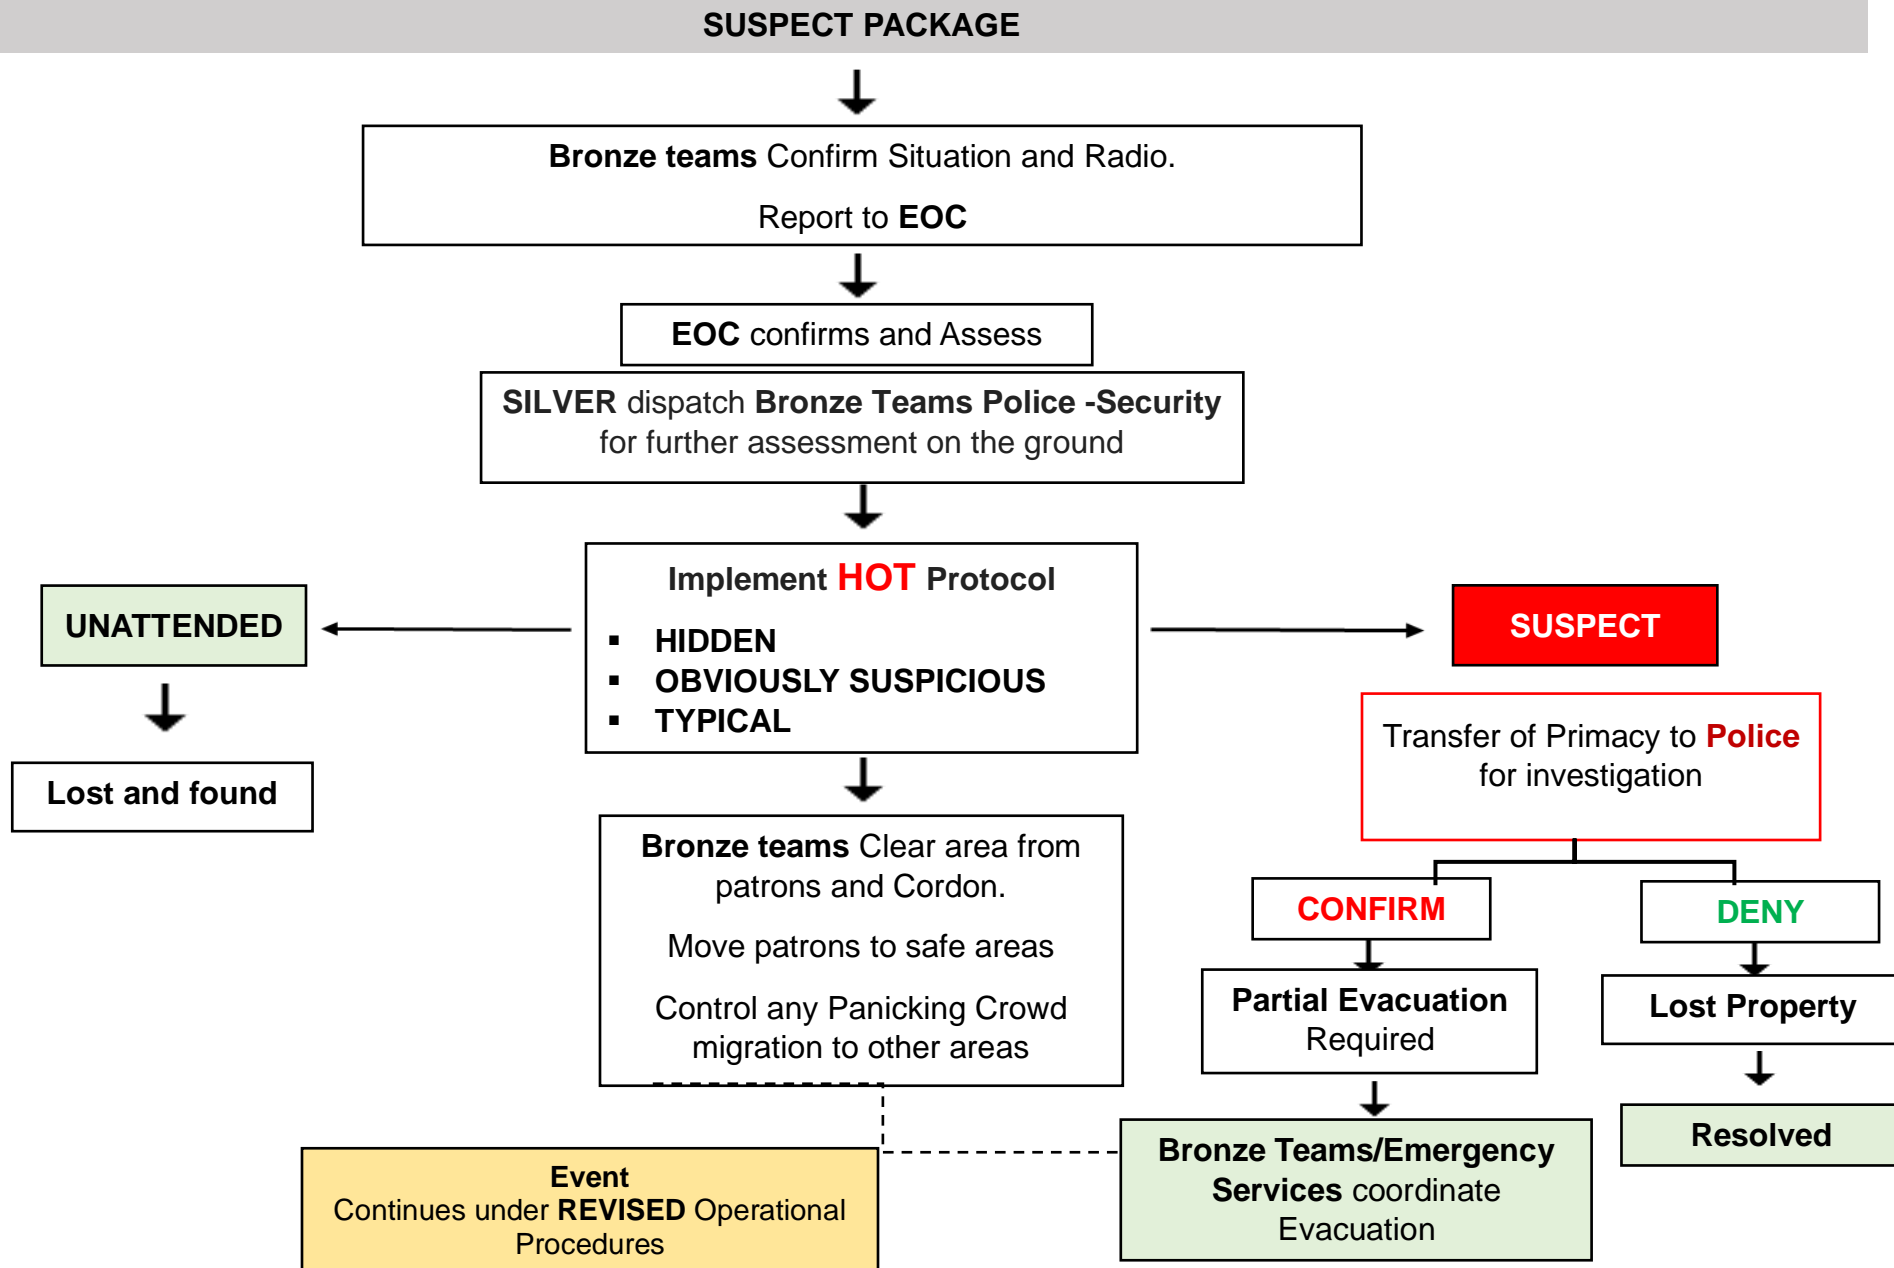 SUSPECT PACKAGE
Bronze teams Confirm Situation and Radio.
Report to EOC
EOC confirms and Assess
SILVER dispatch Bronze Teams Police -Security
for further assessment on the ground
Implement HOT Protocol
▪ HIDDEN
▪ OBVIOUSLY SUSPICIOUS
▪ TYPICAL
UNATTENDED
Lost and found
SUSPECT
Transfer of Primacy to Police
for investigation
Bronze teams Clear area from
patrons and Cordon.
Move patrons to safe areas
Control any Panicking Crowd
migration to other areas
CONFIRM
DENY
Partial Evacuation
Required
Lost Property
Resolved
Bronze Teams/Emergency
Services coordinate
Evacuation
Event
Continues under REVISED Operational
Procedures